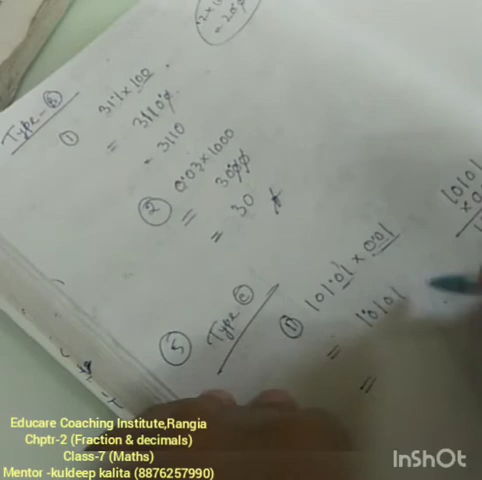 Type - B
① 31.1 × 100
= 3110.0
= 3110
② 0.03 × 1000
= 30.00
= 30
5 Type C
① 101.01 × 0.01
= 1.0101
=
Educare Coaching Institute,Rangia
Chptr-2 (Fraction & decimals)
Class-7 (Maths)
Mentor -kuldeep kalita (8876257990)
InShOt